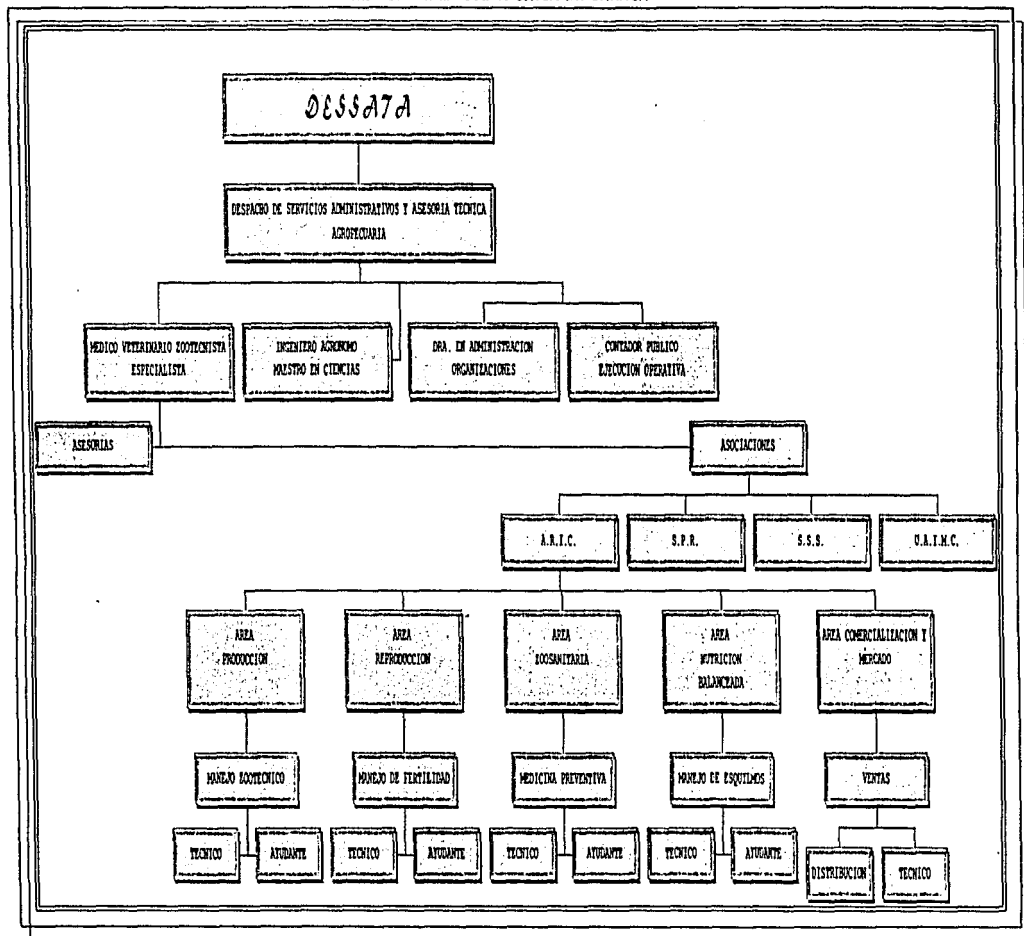 DESSATA
DESPACHO DE SERVICIOS ADMINISTRATIVOS Y ASESORIA TECNICA
AGROPECUARIA
MEDICO VETERINARIO ZOOTECNISTA
ESPECIALISTA
INGENIERO AGRONOMO
MAESTRO EN CIENCIAS
DRA. EN ADMINISTRACION
ORGANIZACIONES
CONTADOR PUBLICO
EJECUCION OPERATIVA
ASESORIAS
ASOCIACIONES
A.R.I.C.
S.P.R.
S.S.S.
U.A.I.M.C.
AREA
PRODUCCION
AREA
REPRODUCCION
AREA
ZOOSANITARIA
AREA
NUTRICION
BALANCEADA
AREA COMERCIALIZACION Y
MERCADO
MANEJO ZOOTECNICO
MANEJO DE FERTILIDAD
MEDICINA PREVENTIVA
MANEJO DE ESQUILMOS
VENTAS
TECNICO
AYUDANTE
TECNICO
AYUDANTE
TECNICO
AYUDANTE
TECNICO
AYUDANTE
DISTRIBUCION
TECNICO